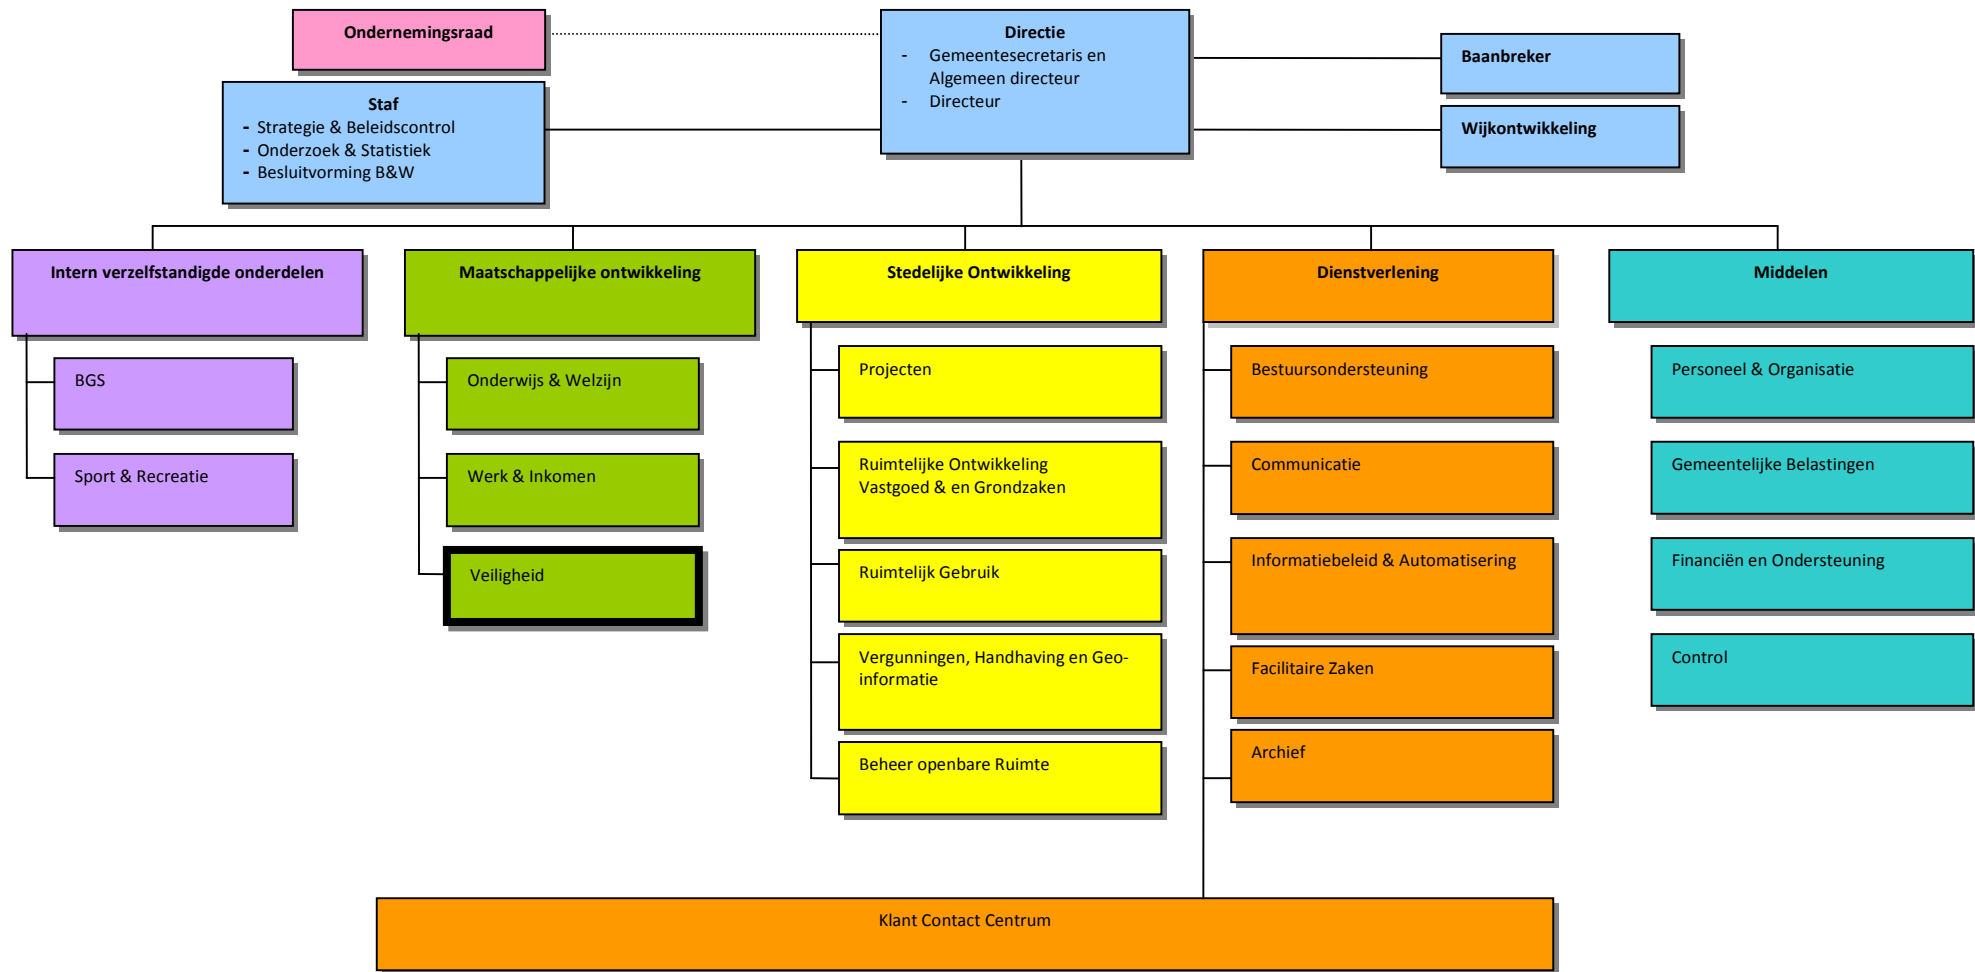 Ondernemingsraad
Directie
- Gemeentesecretaris en
Algemeen directeur
- Directeur
Baanbreker
Wijkontwikkeling
Staf
- Strategie & Beleidscontrol
- Onderzoek & Statistiek
- Besluitvorming B&W
Intern verzelfstandigde onderdelen
BGS
Sport & Recreatie
Maatschappelijke ontwikkeling
Onderwijs & Welzijn
Werk & Inkomen
Veiligheid
Stedelijke Ontwikkeling
Projecten
Ruimtelijke Ontwikkeling
Vastgoed & en Grondzaken
Ruimtelijk Gebruik
Vergunningen, Handhaving en Geo-
informatie
Beheer openbare Ruimte
Dienstverlening
Bestuursondersteuning
Communicatie
Informatiebeleid & Automatisering
Facilitaire Zaken
Archief
Middelen
Personeel & Organisatie
Gemeentelijke Belastingen
Financiën en Ondersteuning
Control
Klant Contact Centrum